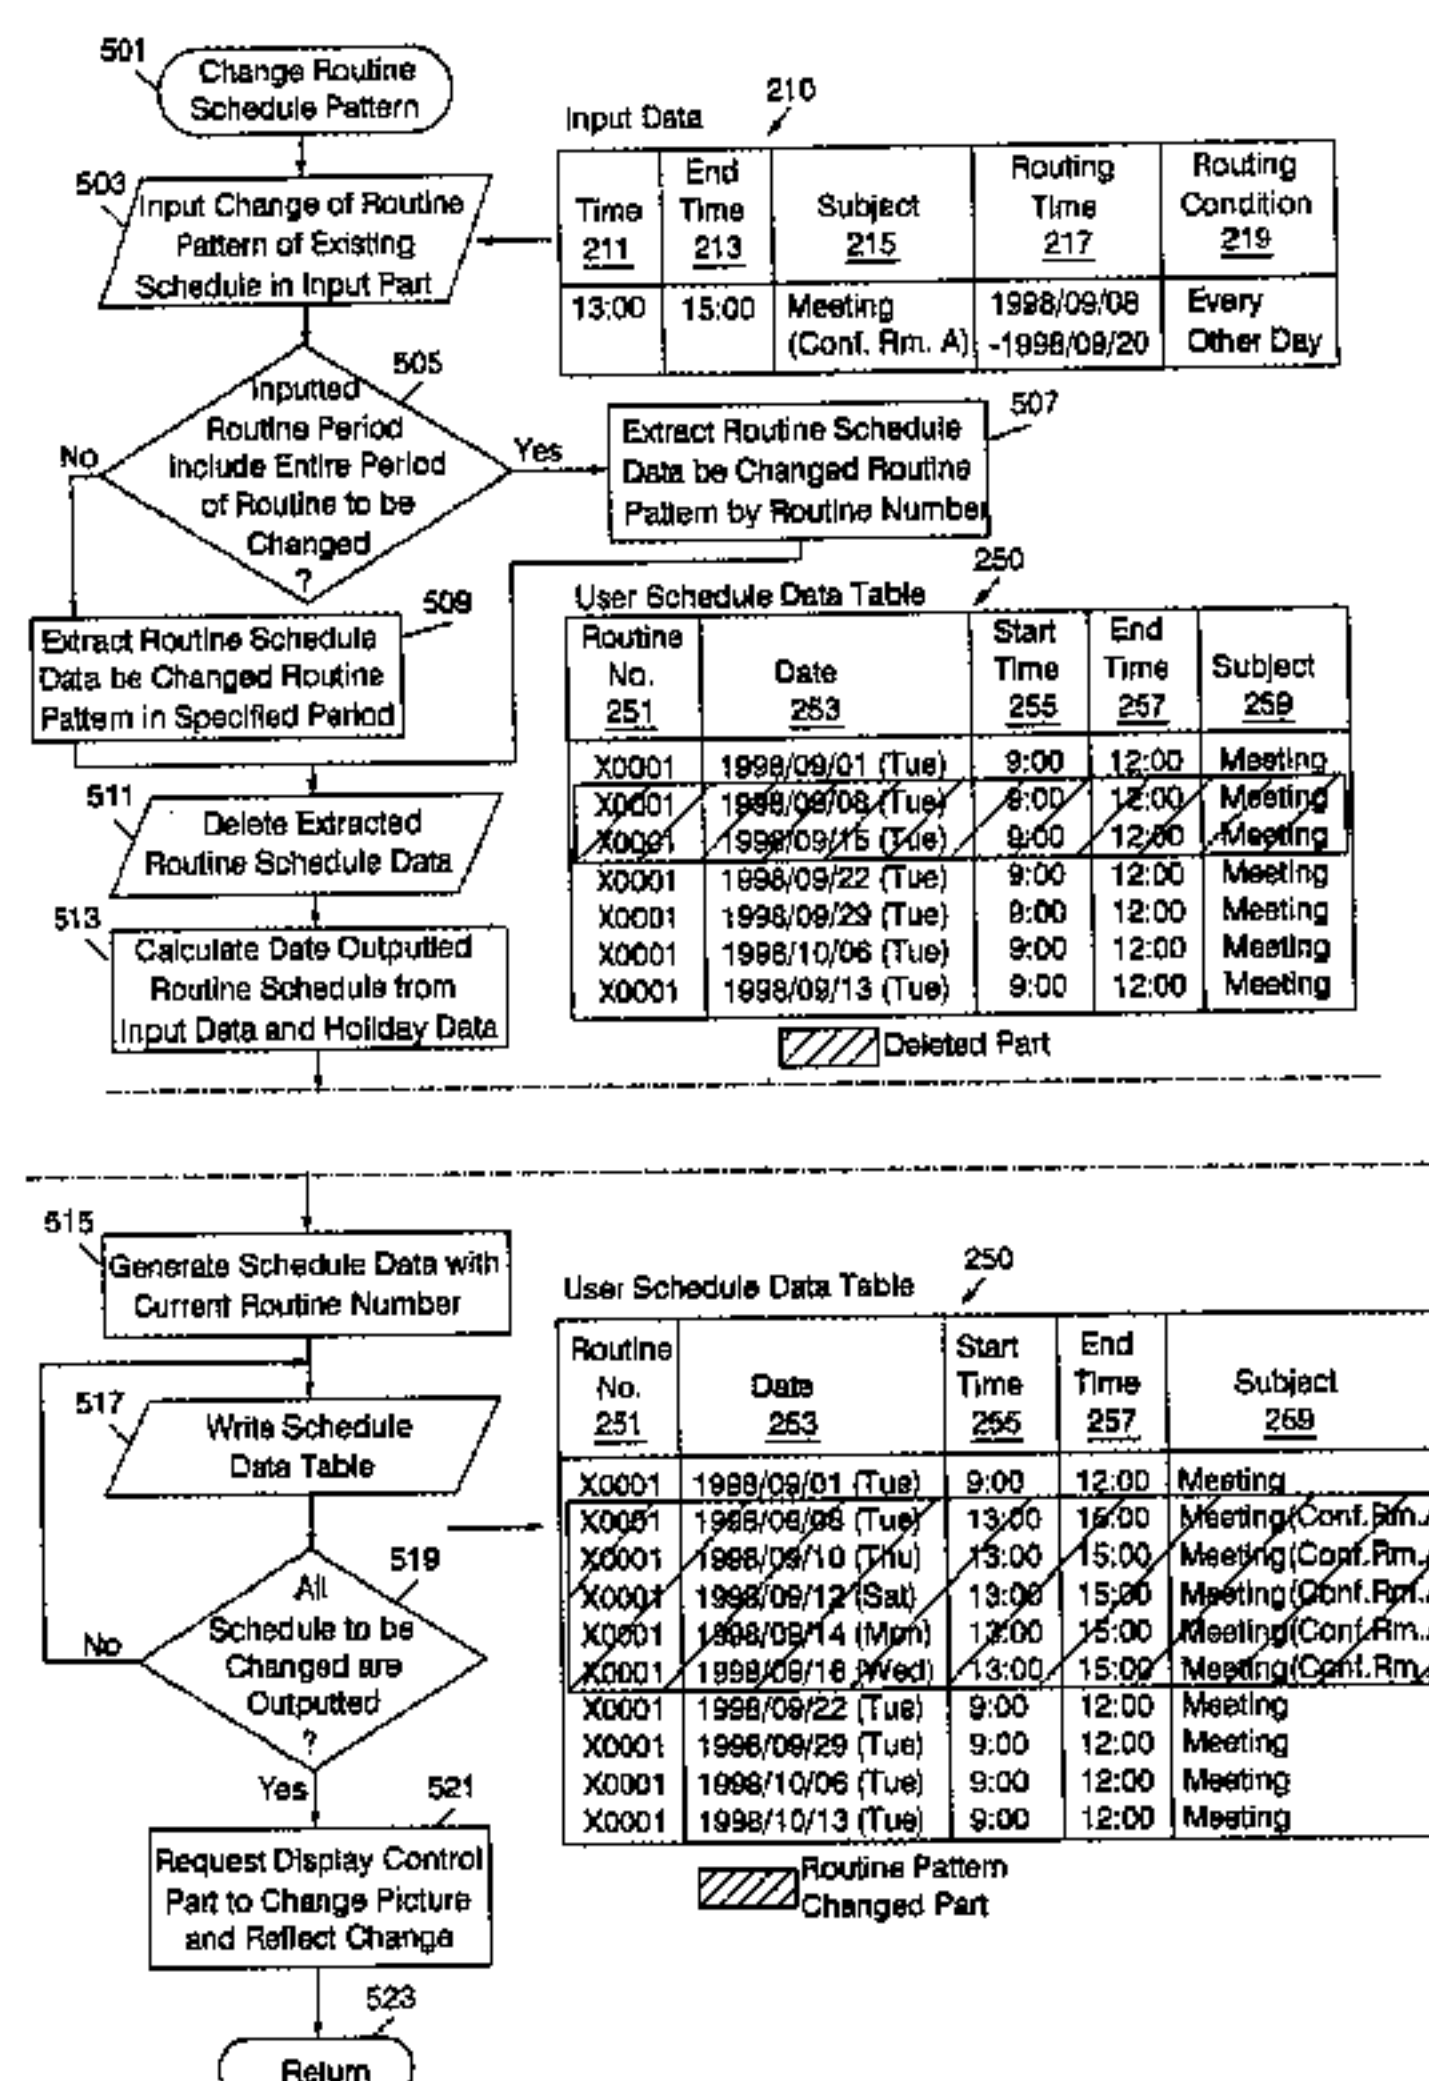 501
Change Routine
Schedule Pattern
503
Input Change of Routine
Pattern of Existing
Schedule in Input Part
Input Data
210
Time 211 | End Time 213 | Subject 215 | Routing Time 217 | Routing Condition 219
13:00 | 15:00 | Meeting (Conf. Rm. A) | 1998/09/08 -1998/09/20 | Every Other Day
505
Inputted
Routine Period
include Entire Period
of Routine to be
Changed
?
No
Yes
507
Extract Routine Schedule
Data be Changed Routine
Pattern by Routine Number
509
Extract Routine Schedule
Data be Changed Routine
Pattern in Specified Period
User Schedule Data Table
250
Routine No. 251 | Date 253 | Start Time 255 | End Time 257 | Subject 259
X0001 1998/09/01 (Tue) 9:00 12:00 Meeting
X0001 1998/09/08 (Tue) 9:00 12:00 Meeting
X0001 1998/09/15 (Tue) 9:00 12:00 Meeting
X0001 1998/09/22 (Tue) 9:00 12:00 Meeting
X0001 1998/09/29 (Tue) 9:00 12:00 Meeting
X0001 1998/10/06 (Tue) 9:00 12:00 Meeting
X0001 1998/09/13 (Tue) 9:00 12:00 Meeting
Deleted Part
511
Delete Extracted
Routine Schedule Data
513
Calculate Date Outputted
Routine Schedule from
Input Data and Holiday Data
515
Generate Schedule Data with
Current Routine Number
517
Write Schedule
Data Table
519
All
Schedule to be
Changed are
Outputted
?
No
Yes
User Schedule Data Table
250
Routine No. 251 | Date 253 | Start Time 255 | End Time 257 | Subject 259
X0001 1998/09/01 (Tue) 9:00 12:00 Meeting
X0001 1998/09/08 (Tue) 13:00 15:00 Meeting(Conf.Rm.
X0001 1998/09/10 (Thu) 13:00 15:00 Meeting(Conf.Rm.
X0001 1998/09/12 (Sat) 13:00 15:00 Meeting(Conf.Rm.
X0001 1998/09/14 (Mon) 13:00 15:00 Meeting(Conf.Rm.
X0001 1998/09/16 (Wed) 13:00 15:00 Meeting(Conf.Rm.
X0001 1998/09/22 (Tue) 9:00 12:00 Meeting
X0001 1998/09/29 (Tue) 9:00 12:00 Meeting
X0001 1998/10/06 (Tue) 9:00 12:00 Meeting
X0001 1998/10/13 (Tue) 9:00 12:00 Meeting
Routine Pattern
Changed Part
521
Request Display Control
Part to Change Picture
and Reflect Change
523
Return